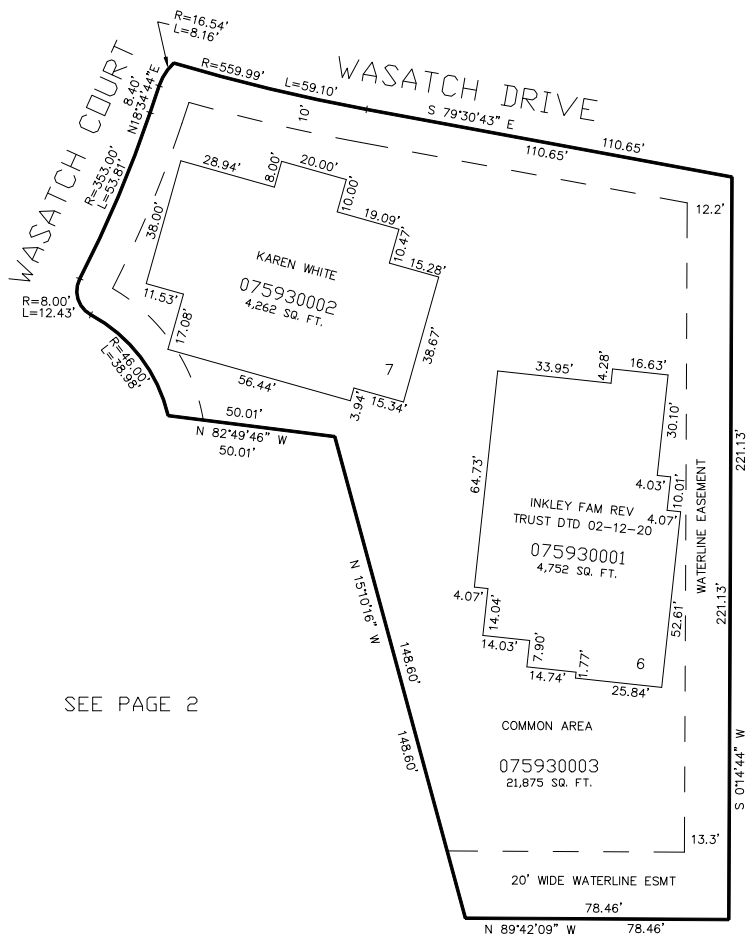 R=16.54'
L=8.16'
R=559.99'
L=59.10'
WASATCH DRIVE
S 79°30'43" E
110.65'
110.65'
WASATCH COURT
8.40'
N18°34'44"E
R=353.00'
L=53.81'
10'
12.2'
28.94'
8.00'
20.00'
10.00'
19.09'
10.47'
15.28'
38.00'
KAREN WHITE
075930002
4,262 SQ. FT.
7
11.53'
17.08'
38.67'
56.44'
3.94'
15.34'
R=8.00'
L=12.43'
R=46.00'
L=38.98'
50.01'
N 82°49'46" W
50.01'
33.95'
4.28'
16.63'
30.10'
4.03'
10.01'
4.07'
64.73'
INKLEY FAM REV
TRUST DTD 02-12-20
075930001
4,752 SQ. FT.
WATERLINE EASEMENT
221.13'
221.13'
4.07'
14.04'
14.03'
7.90'
14.74'
1.77'
6
25.84'
52.61'
N 15°10'16" W
148.60'
148.60'
SEE PAGE 2
COMMON AREA
075930003
21,875 SQ. FT.
S 0°14'44" W
13.3'
20' WIDE WATERLINE ESMT
78.46'
N 89°42'09" W
78.46'